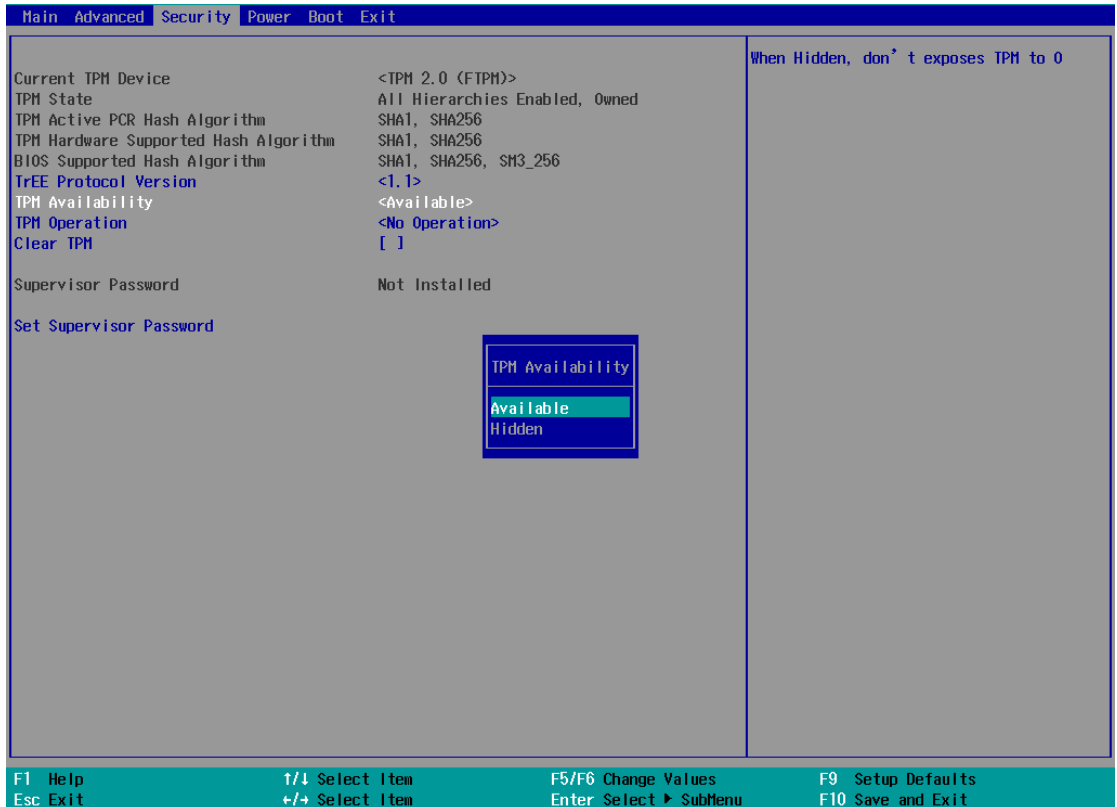 Main Advanced Security Power Boot Exit
When Hidden, don't exposes TPM to 0
Current TPM Device <TPM 2.0 (FTPM)>
TPM State All Hierarchies Enabled, Owned
TPM Active PCR Hash Algorithm SHA1, SHA256
TPM Hardware Supported Hash Algorithm SHA1, SHA256
BIOS Supported Hash Algorithm SHA1, SHA256, SM3_256
TrEE Protocol Version <1.1>
TPM Availability <Available>
TPM Operation <No Operation>
Clear TPM [ ]
Supervisor Password Not Installed
Set Supervisor Password
TPM Availability
Available
Hidden
F1 Help ↑/↓ Select Item F5/F6 Change Values F9 Setup Defaults
Esc Exit ←/→ Select Item Enter Select ▶ SubMenu F10 Save and Exit